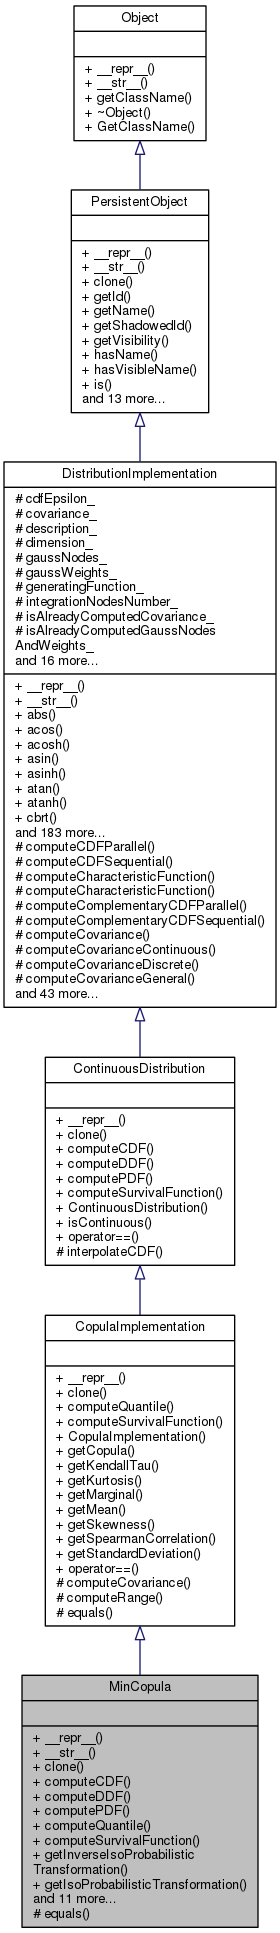 Object
+ __repr__()
+ __str__()
+ getClassName()
+ ~Object()
+ GetClassName()
PersistentObject
+ __repr__()
+ __str__()
+ clone()
+ getId()
+ getName()
+ getShadowedId()
+ getVisibility()
+ hasName()
+ hasVisibleName()
+ is()
and 13 more...
DistributionImplementation
# cdfEpsilon_
# covariance_
# description_
# dimension_
# gaussNodes_
# gaussWeights_
# generatingFunction_
# integrationNodesNumber_
# isAlreadyComputedCovariance_
# isAlreadyComputedGaussNodes
AndWeights_
and 16 more...
+ __repr__()
+ __str__()
+ abs()
+ acos()
+ acosh()
+ asin()
+ asinh()
+ atan()
+ atanh()
+ cbrt()
and 183 more...
# computeCDFParallel()
# computeCDFSequential()
# computeCharacteristicFunction()
# computeCharacteristicFunction()
# computeComplementaryCDFParallel()
# computeComplementaryCDFSequential()
# computeCovariance()
# computeCovarianceContinuous()
# computeCovarianceDiscrete()
# computeCovarianceGeneral()
and 43 more...
ContinuousDistribution
+ __repr__()
+ clone()
+ computeCDF()
+ computeDDF()
+ computePDF()
+ computeSurvivalFunction()
+ ContinuousDistribution()
+ isContinuous()
+ operator==()
# interpolateCDF()
CopulaImplementation
+ __repr__()
+ clone()
+ computeQuantile()
+ computeSurvivalFunction()
+ CopulaImplementation()
+ getCopula()
+ getKendallTau()
+ getKurtosis()
+ getMarginal()
+ getMean()
+ getSkewness()
+ getSpearmanCorrelation()
+ getStandardDeviation()
+ operator==()
# computeCovariance()
# computeRange()
# equals()
MinCopula
+ __repr__()
+ __str__()
+ clone()
+ computeCDF()
+ computeDDF()
+ computePDF()
+ computeQuantile()
+ computeSurvivalFunction()
+ getInverseIsoProbabilistic
Transformation()
+ getIsoProbabilisticTransformation()
and 11 more...
# equals()